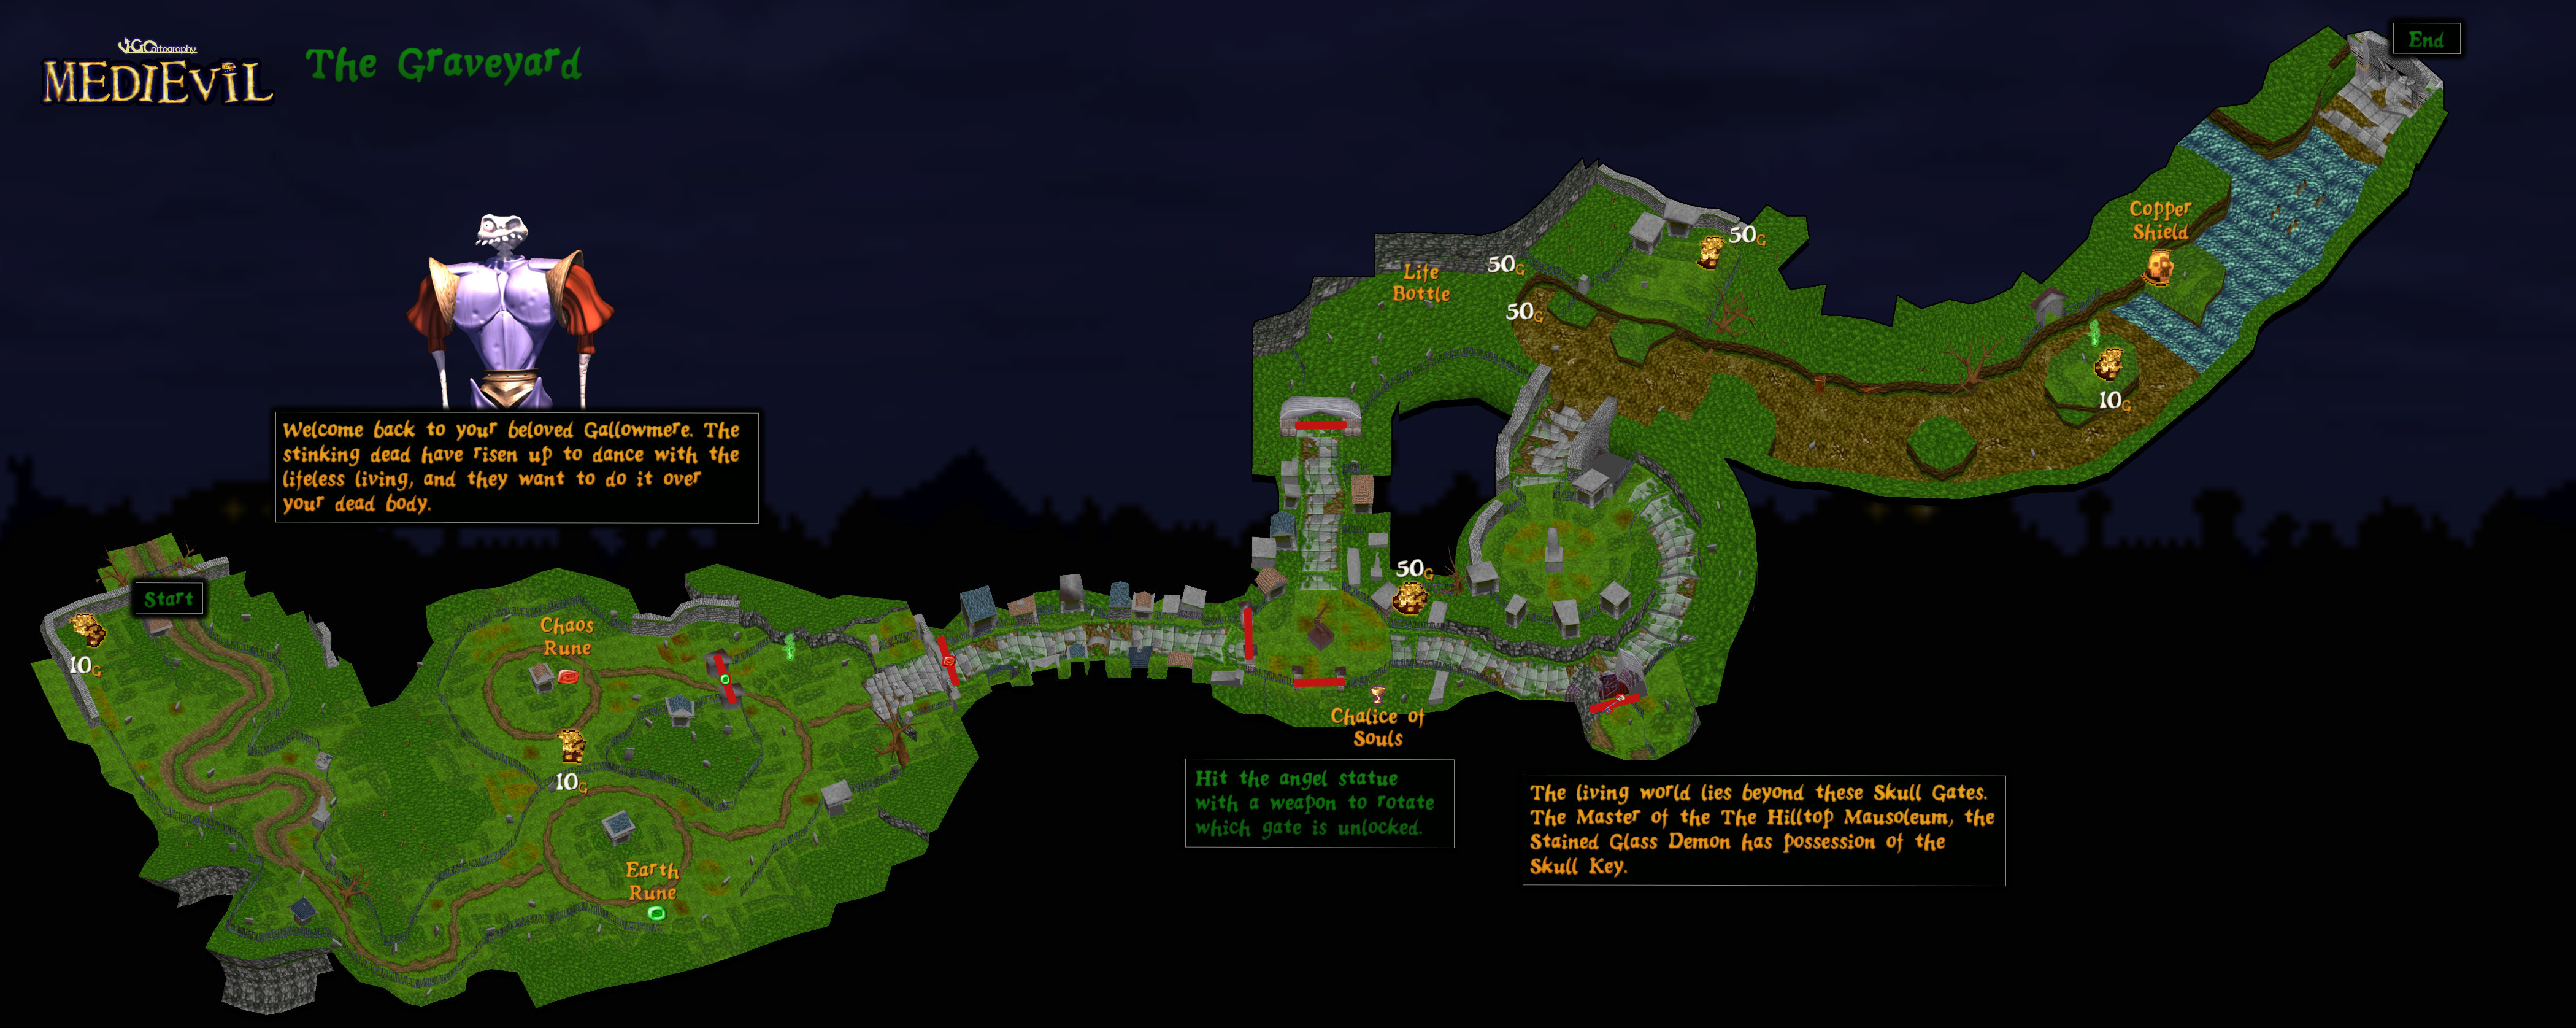 VGCartography
MEDIEVIL
The Graveyard
End
Copper
Shield
50G
50G
Life
Bottle
50G
10G
Welcome back to your beloved Gallowmere. The
stinking dead have risen up to dance with the
lifeless living, and they want to do it over
your dead body.
50G
Start
10G
Chaos
Rune
Chalice of
Souls
10G
Hit the angel statue
with a weapon to rotate
which gate is unlocked.
The living world lies beyond these Skull Gates.
The Master of the The Hilltop Mausoleum, the
Stained Glass Demon has possession of the
Skull Key.
Earth
Rune